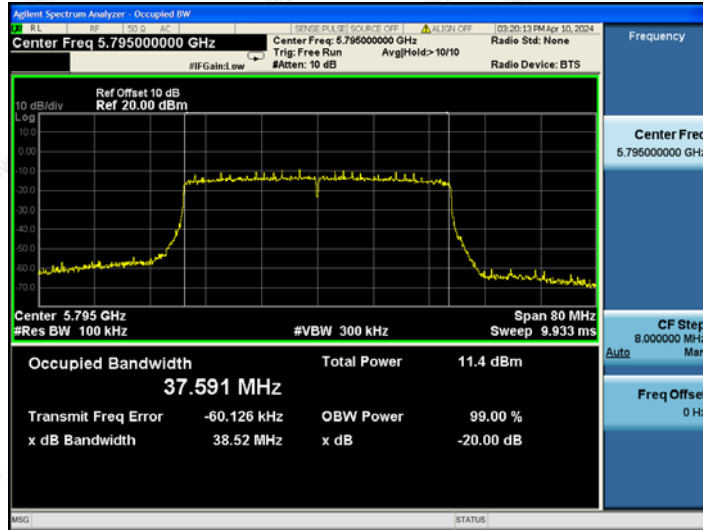 Agilent Spectrum Analyzer - Occupied BW
RL RF 50 Ω AC SENSE:PULSE SOURCE OFF ALIGN OFF 03:20:13 PM Apr 10, 2024
Center Freq 5.795000000 GHz
Center Freq: 5.795000000 GHz
Radio Std: None
Trig: Free Run Avg|Hold:> 10/10
#IFGain:Low #Atten: 10 dB Radio Device: BTS
Ref Offset 10 dB
10 dB/div Ref 20.00 dBm
Log
10.0
0.00
-10.0
-20.0
-30.0
-40.0
-50.0
-60.0
-70.0
Center 5.795 GHz Span 80 MHz
#Res BW 100 kHz #VBW 300 kHz Sweep 9.933 ms
Occupied Bandwidth Total Power 11.4 dBm
37.591 MHz
Transmit Freq Error -60.126 kHz OBW Power 99.00 %
x dB Bandwidth 38.52 MHz x dB -20.00 dB
MSG STATUS
Frequency
Center Freq
5.795000000 GHz
CF Step
8.000000 MHz
Auto Man
Freq Offset
0 Hz